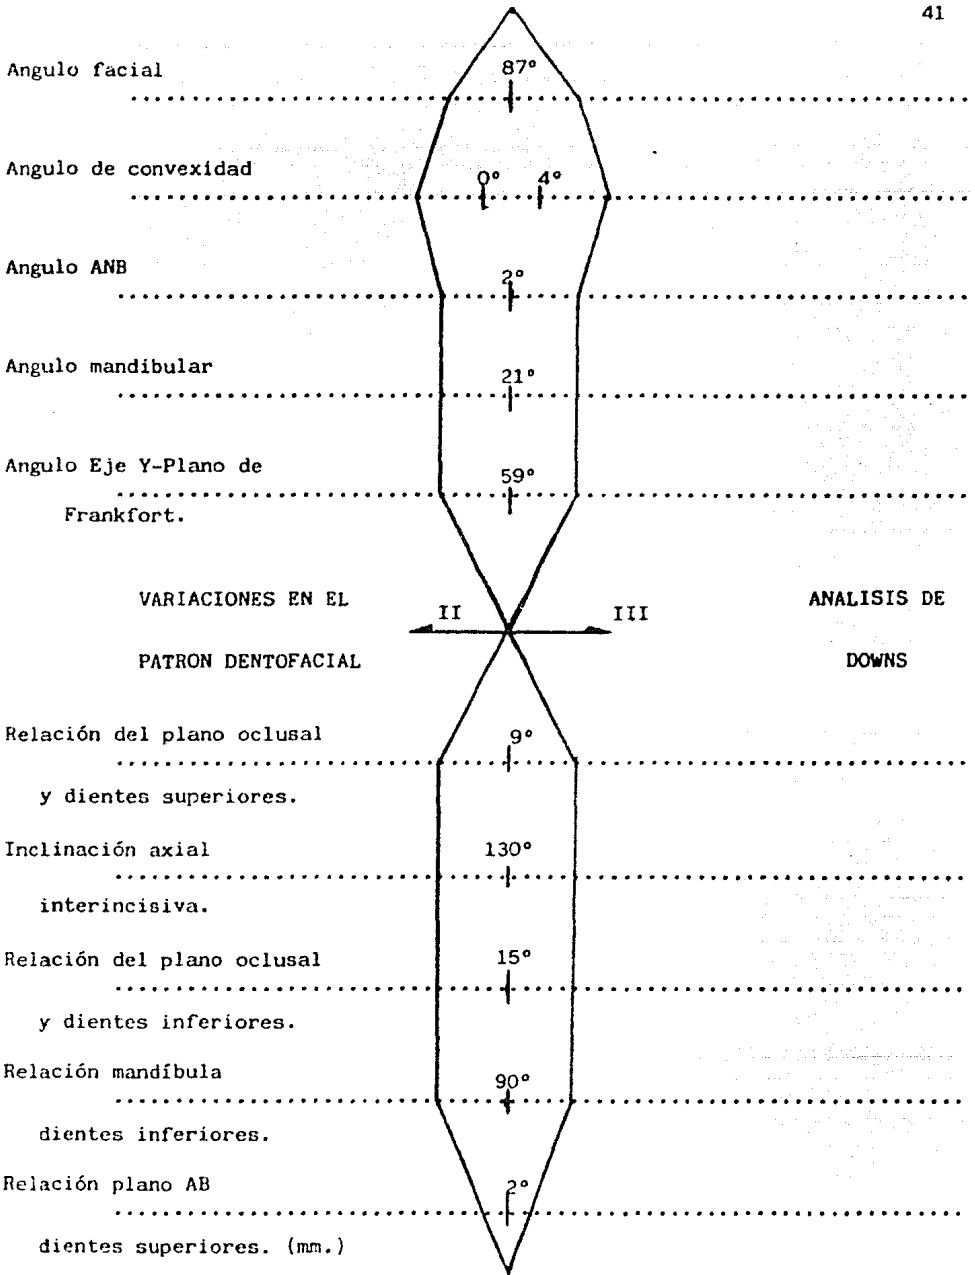 41
Angulo facial
87°
Angulo de convexidad
0° 4°
Angulo ANB
2°
Angulo mandibular
21°
Angulo Eje Y-Plano de
59°
Frankfort.
VARIACIONES EN EL
II III
ANALISIS DE
PATRON DENTOFACIAL
DOWNS
Relación del plano oclusal
9°
y dientes superiores.
Inclinación axial
130°
interincisiva.
Relación del plano oclusal
15°
y dientes inferiores.
Relación mandíbula
90°
dientes inferiores.
Relación plano AB
2°
dientes superiores. (mm.)